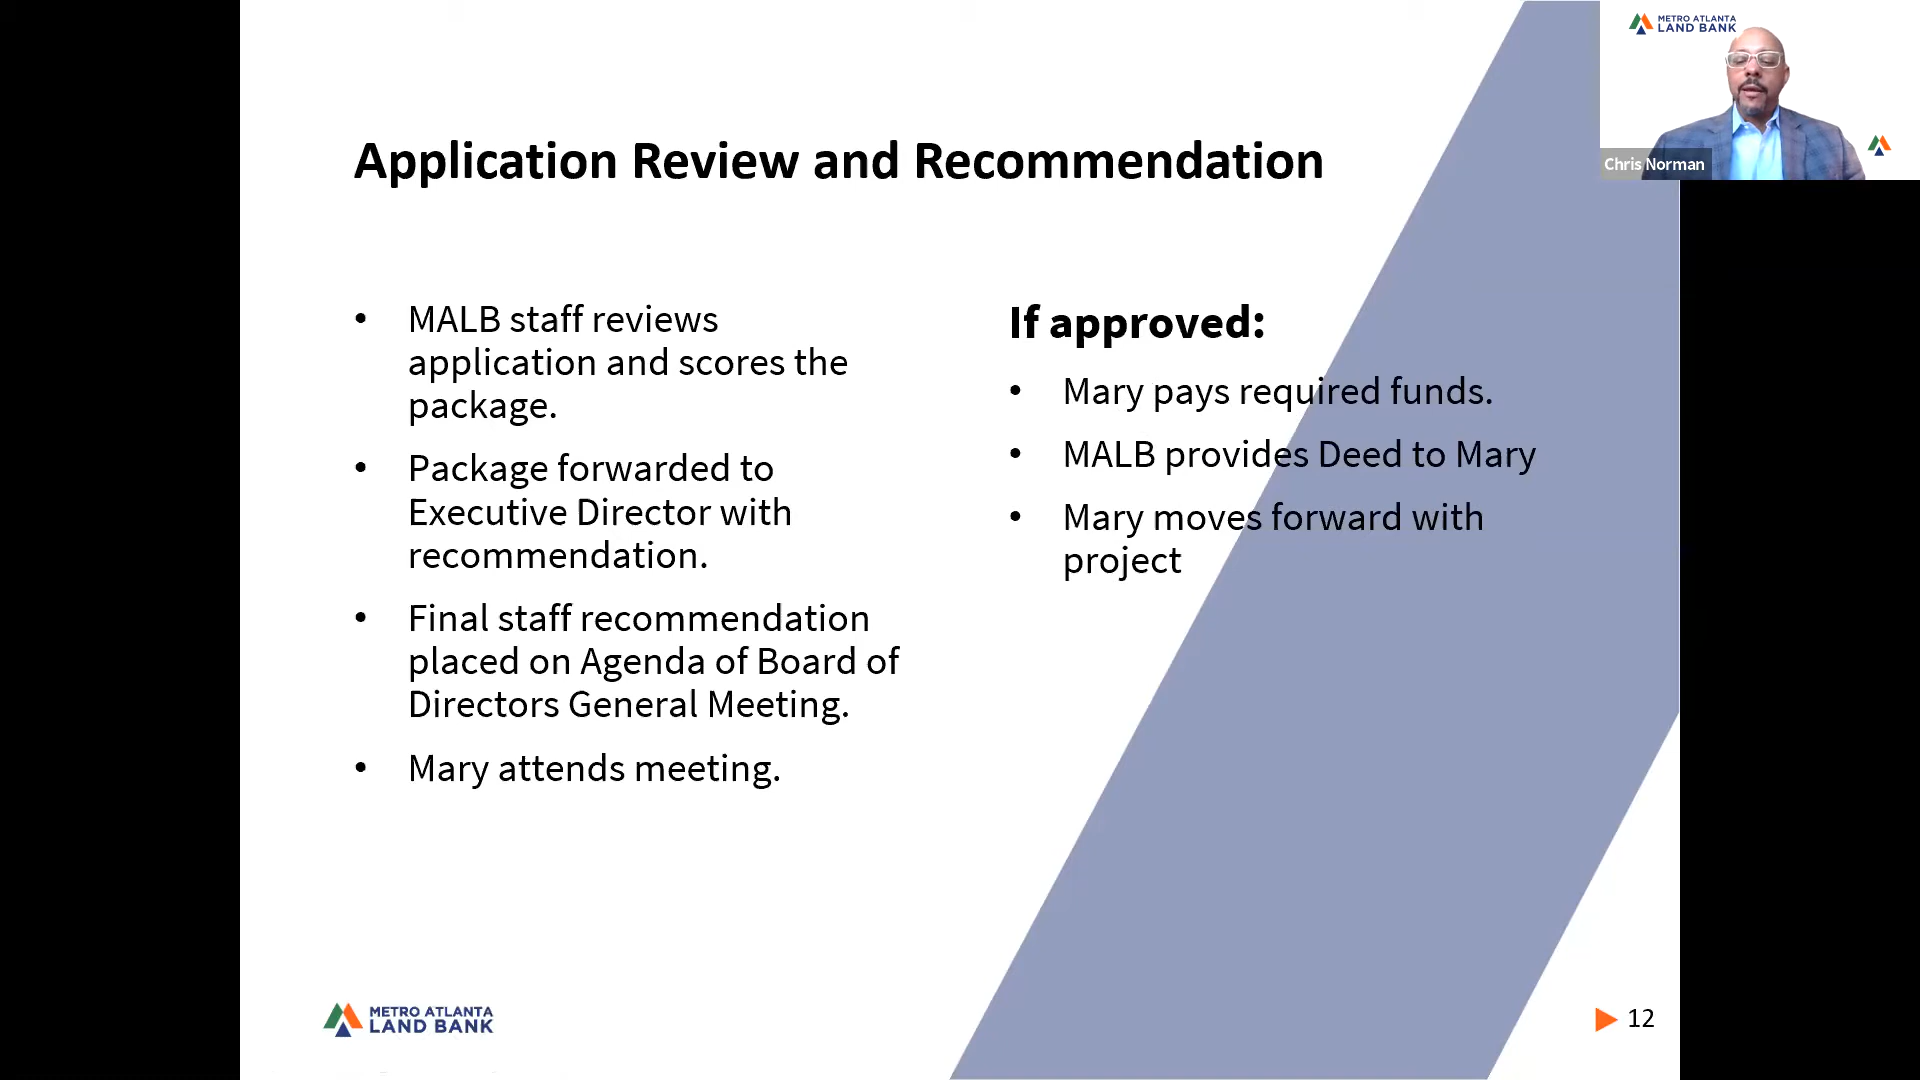 METRO ATLANTA
LAND BANK
Chris Norman
Application Review and Recommendation
• MALB staff reviews
application and scores the
package.
• Package forwarded to
Executive Director with
recommendation.
• Final staff recommendation
placed on Agenda of Board of
Directors General Meeting.
• Mary attends meeting.
If approved:
• Mary pays required funds.
• MALB provides Deed to Mary
• Mary moves forward with
project
METRO ATLANTA
LAND BANK
12